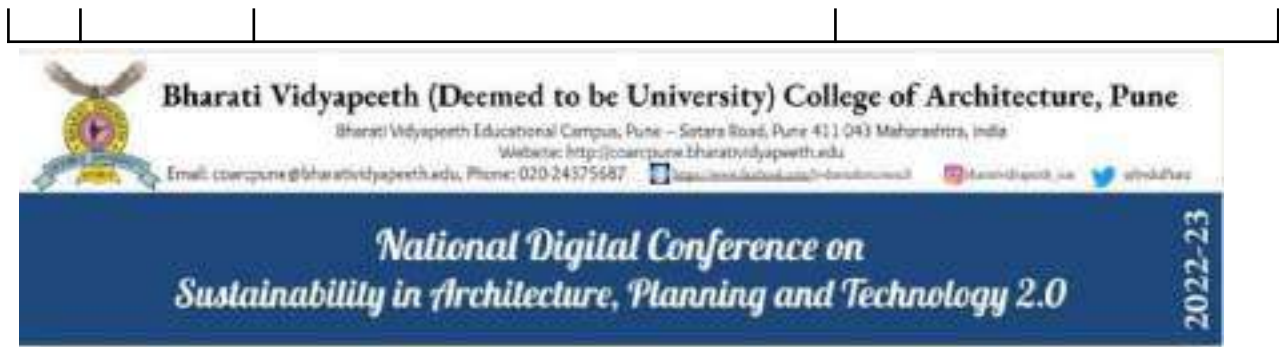 Bharati Vidyapeeth (Deemed to be University) College of Architecture, Pune
Bharati Vidyapeeth Educational Campus, Pune – Satara Road, Pune 411 043 Maharashtra, India
Website: http://coarcpune.bharatividyapeeth.edu
Email: coarcpune@bharatividyapeeth.edu, Phone: 020-24375687
National Digital Conference on
Sustainability in Architecture, Planning and Technology 2.0
2022-23